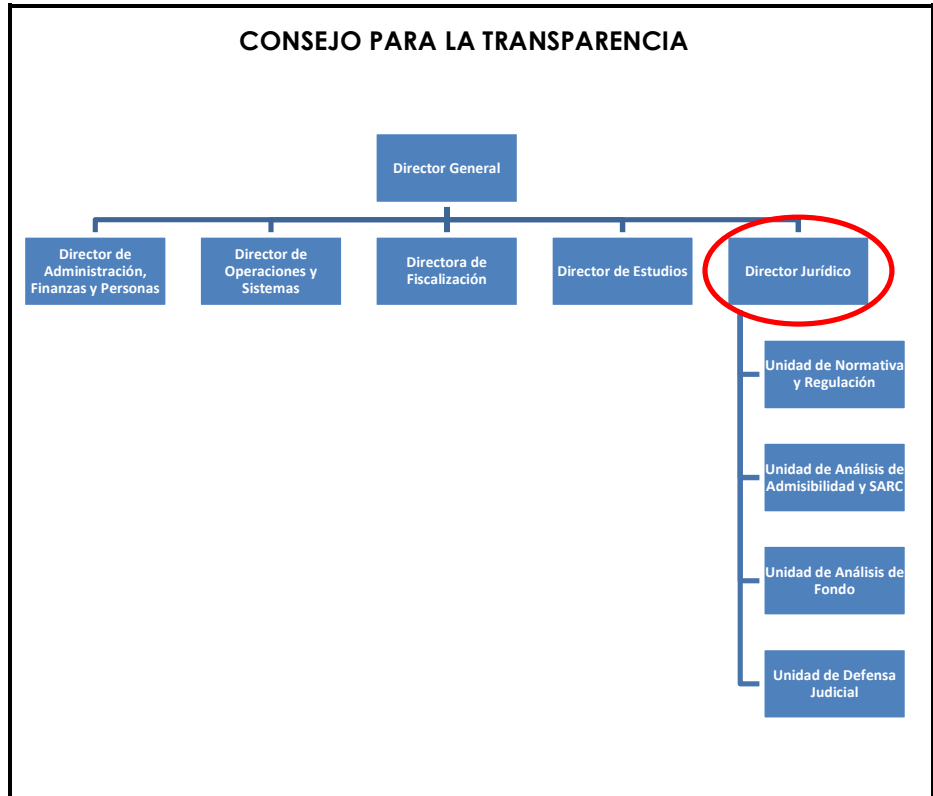 CONSEJO PARA LA TRANSPARENCIA
Director General
Director de
Administración,
Finanzas y Personas
Director de
Operaciones y
Sistemas
Directora de
Fiscalización
Director de Estudios
Director Jurídico
Unidad de Normativa
y Regulación
Unidad de Análisis de
Admisibilidad y SARC
Unidad de Análisis de
Fondo
Unidad de Defensa
Judicial